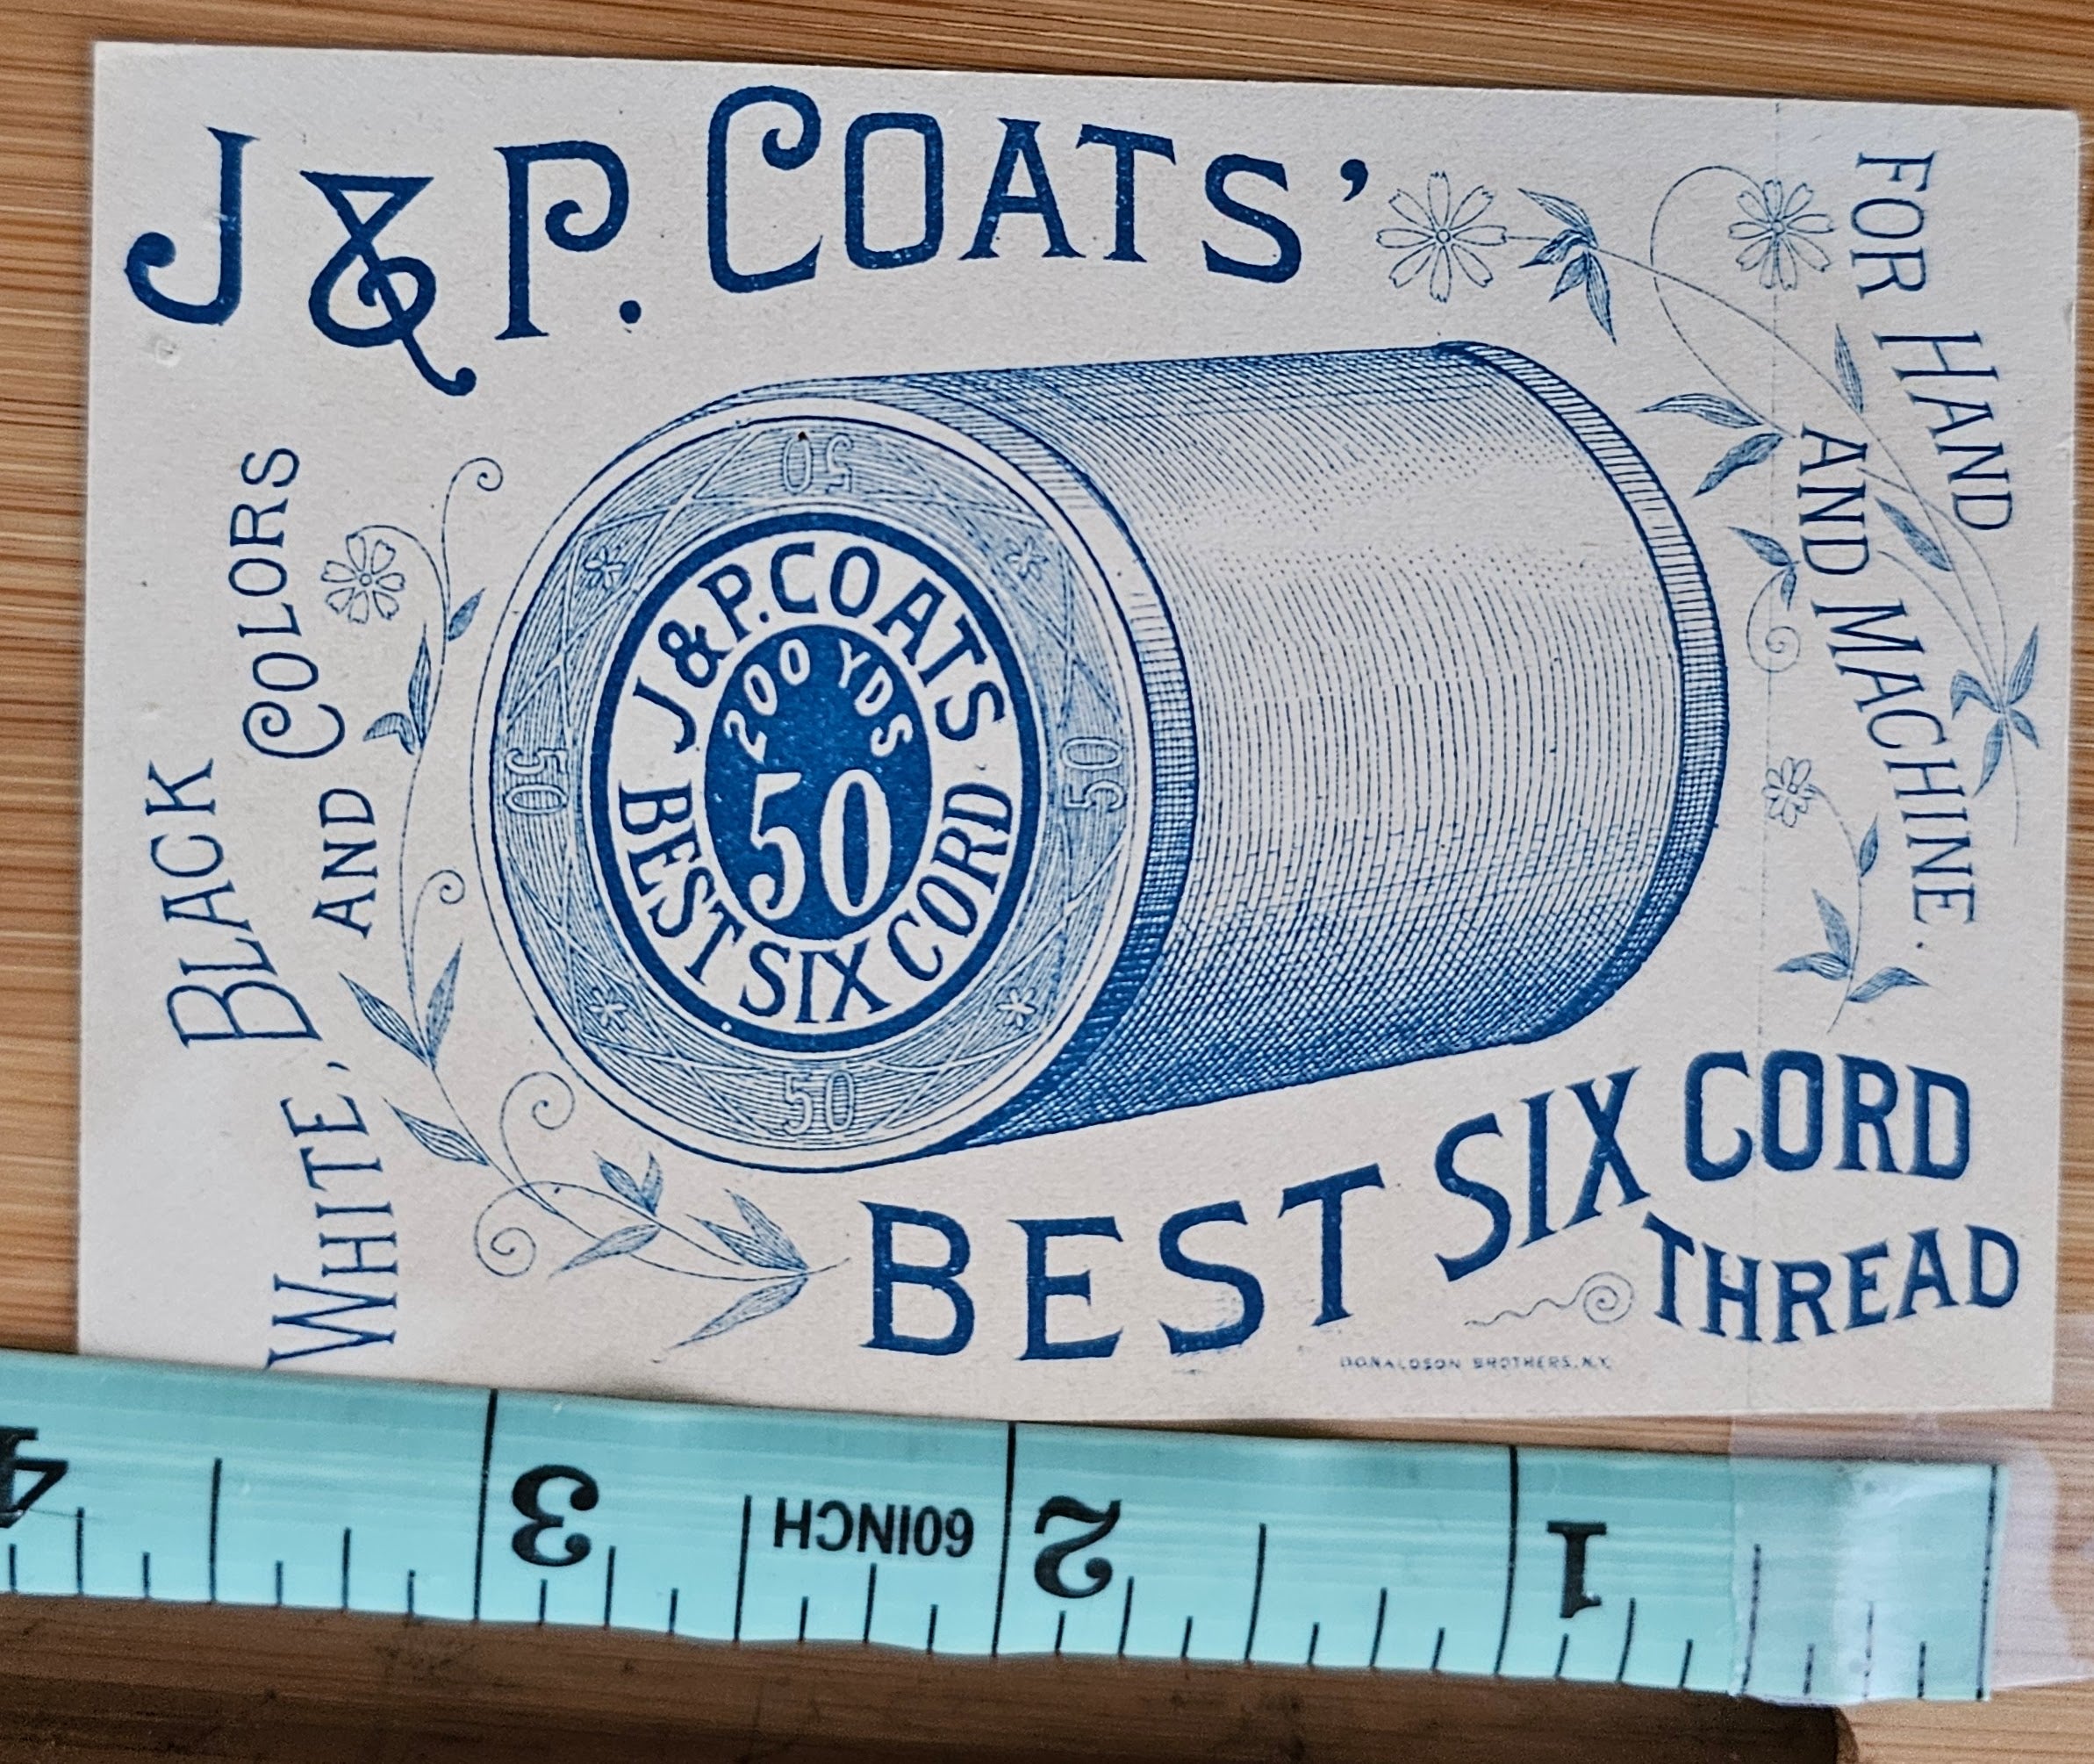 J & P. COATS'
FOR HAND
AND MACHINE.
BLACK
WHITE, AND COLORS
50
50
50
50
J & P. COATS
200 YDS
50
BEST SIX CORD
BEST SIX CORD
THREAD
DONALDSON BROTHERS, N.Y.
4
3
60INCH
2
1